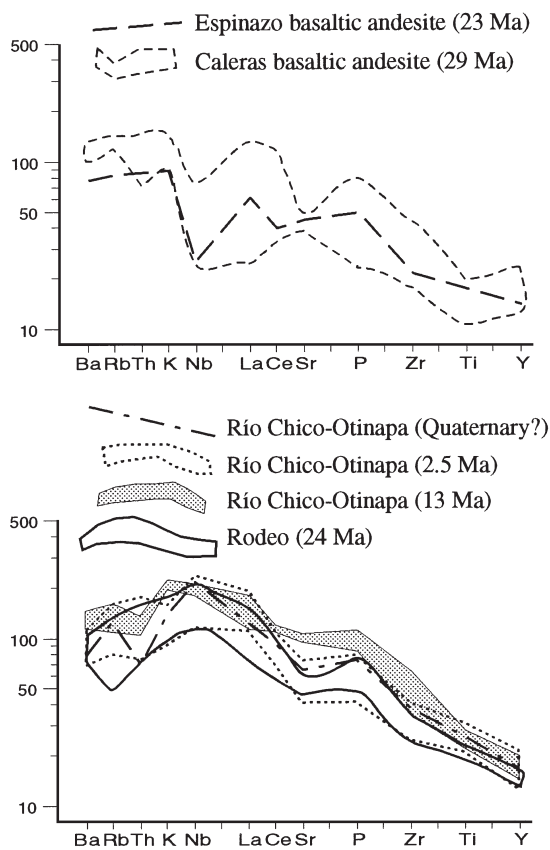 Espinazo basaltic andesite (23 Ma)
Caleras basaltic andesite (29 Ma)
500
100
50
10
Ba Rb Th K Nb La Ce Sr P Zr Ti Y
Río Chico-Otinapa (Quaternary?)
Río Chico-Otinapa (2.5 Ma)
Río Chico-Otinapa (13 Ma)
Rodeo (24 Ma)
500
100
50
10
Ba Rb Th K Nb La Ce Sr P Zr Ti Y